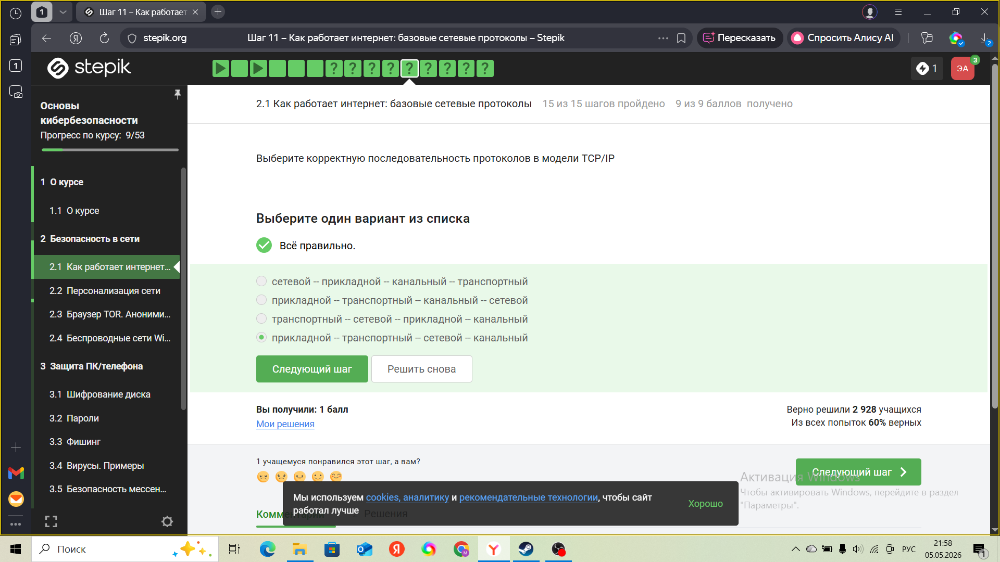 1
Шаг 11 – Как работает
stepik.org
Шаг 11 – Как работает интернет: базовые сетевые протоколы – Stepik
Пересказать
Спросить Алису AI
2
1
stepik
? ? ? ? ? ? ? ? ?
1
ЭА
3
Основы
кибербезопасности
Прогресс по курсу: 9/53
1 О курсе
1.1 О курсе
2 Безопасность в сети
2.1 Как работает интернет...
2.2 Персонализация сети
2.3 Браузер TOR. Аноними...
2.4 Беспроводные сети Wi...
3 Защита ПК/телефона
3.1 Шифрование диска
3.2 Пароли
3.3 Фишинг
3.4 Вирусы. Примеры
3.5 Безопасность мессен...
2.1 Как работает интернет: базовые сетевые протоколы 15 из 15 шагов пройдено 9 из 9 баллов получено
Выберите корректную последовательность протоколов в модели TCP/IP
Выберите один вариант из списка
Всё правильно.
сетевой -- прикладной -- канальный -- транспортный
прикладной -- транспортный -- канальный -- сетевой
транспортный -- сетевой -- прикладной -- канальный
прикладной -- транспортный -- сетевой -- канальный
Следующий шаг
Решить снова
Вы получили: 1 балл
Мои решения
Верно решили 2 928 учащихся
Из всех попыток 60% верных
1 учащемуся понравился этот шаг, а вам?
Следующий шаг
Активация Windows
Чтобы активировать Windows, перейдите в раздел
"Параметры".
Мы используем cookies, аналитику и рекомендательные технологии, чтобы сайт
работал лучше
Хорошо
Комментарии
Решения
Поиск
РУС
21:58
05.05.2026
1